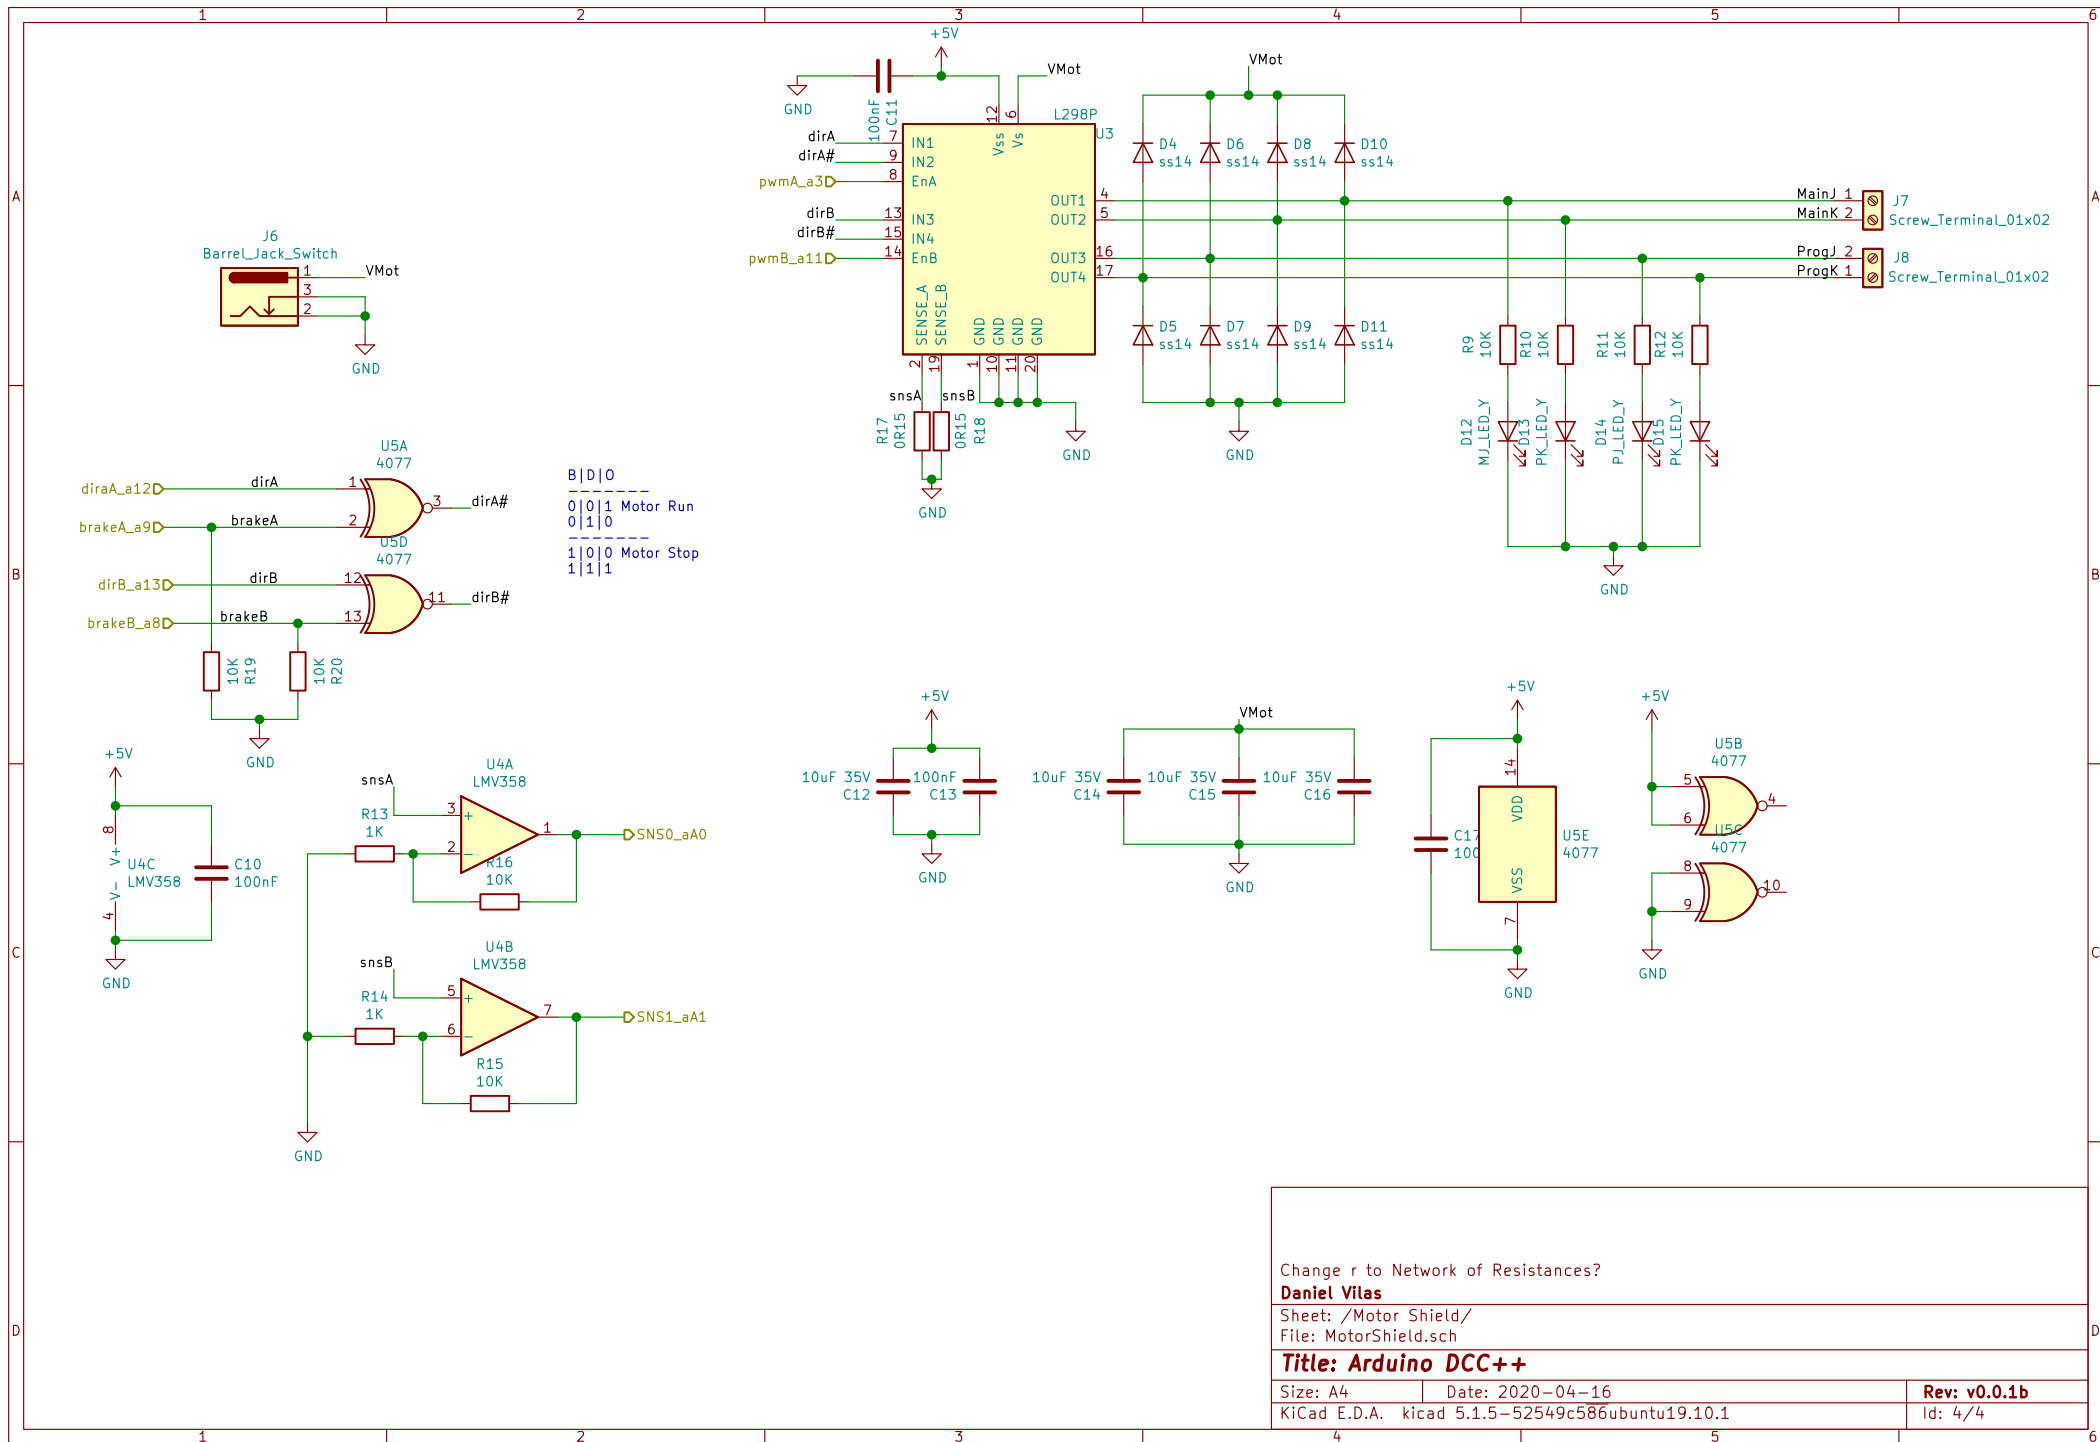 1 2 3 4 5 6
A
B
C
D
+5V
GND
100nF
C11
VMot
L298P
U3
12
6
Vss
Vs
dirA 7 IN1
dirA# 9 IN2
pwmA_a3 8 EnA
dirB 13 IN3
dirB# 15 IN4
pwmB_a11 14 EnB
OUT1 4
OUT2 5
OUT3 16
OUT4 17
SENSE_A
SENSE_B
GND
GND
GND
GND
2
19
1
10
11
20
snsA
snsB
R17
0R15
0R15
R18
GND
GND
VMot
D4
ss14
D6
ss14
D8
ss14
D10
ss14
D5
ss14
D7
ss14
D9
ss14
D11
ss14
GND
MainJ 1
MainK 2
J7
Screw_Terminal_01x02
ProgJ 2
ProgK 1
J8
Screw_Terminal_01x02
R9
10K
R10
10K
R11
10K
R12
10K
D12
MJ_LED_Y
D13
PK_LED_Y
D14
PJ_LED_Y
D15
PK_LED_Y
GND
J6
Barrel_Jack_Switch
1 VMot
3
2
GND
U5A
4077
diraA_a12 dirA 1
brakeA_a9 brakeA 2
3 dirA#
U5D
4077
dirB_a13 dirB 12
brakeB_a8 brakeB 13
11 dirB#
10K
R19
10K
R20
GND
B|D|O
-------
0|0|1 Motor Run
0|1|0
-------
1|0|0 Motor Stop
1|1|1
+5V
8
V+
U4C
LMV358
V-
4
C10
100nF
GND
U4A
LMV358
snsA
R13
1K
3 +
2 -
1
SNS0_aA0
R16
10K
U4B
LMV358
snsB
R14
1K
5 +
6 -
7
SNS1_aA1
R15
10K
GND
+5V
10uF 35V
C12
100nF
C13
GND
VMot
10uF 35V
C14
10uF 35V
C15
10uF 35V
C16
GND
+5V
14
VDD
C17
100
U5E
4077
VSS
7
GND
+5V
U5B
4077
5
6
4
U5C
4077
8
9
10
GND
Change r to Network of Resistances?
Daniel Vilas
Sheet: /Motor Shield/
File: MotorShield.sch
Title: Arduino DCC++
Size: A4 Date: 2020-04-16 Rev: v0.0.1b
KiCad E.D.A. kicad 5.1.5-52549c586ubuntu19.10.1 Id: 4/4
A
B
C
D
1 2 3 4 5 6